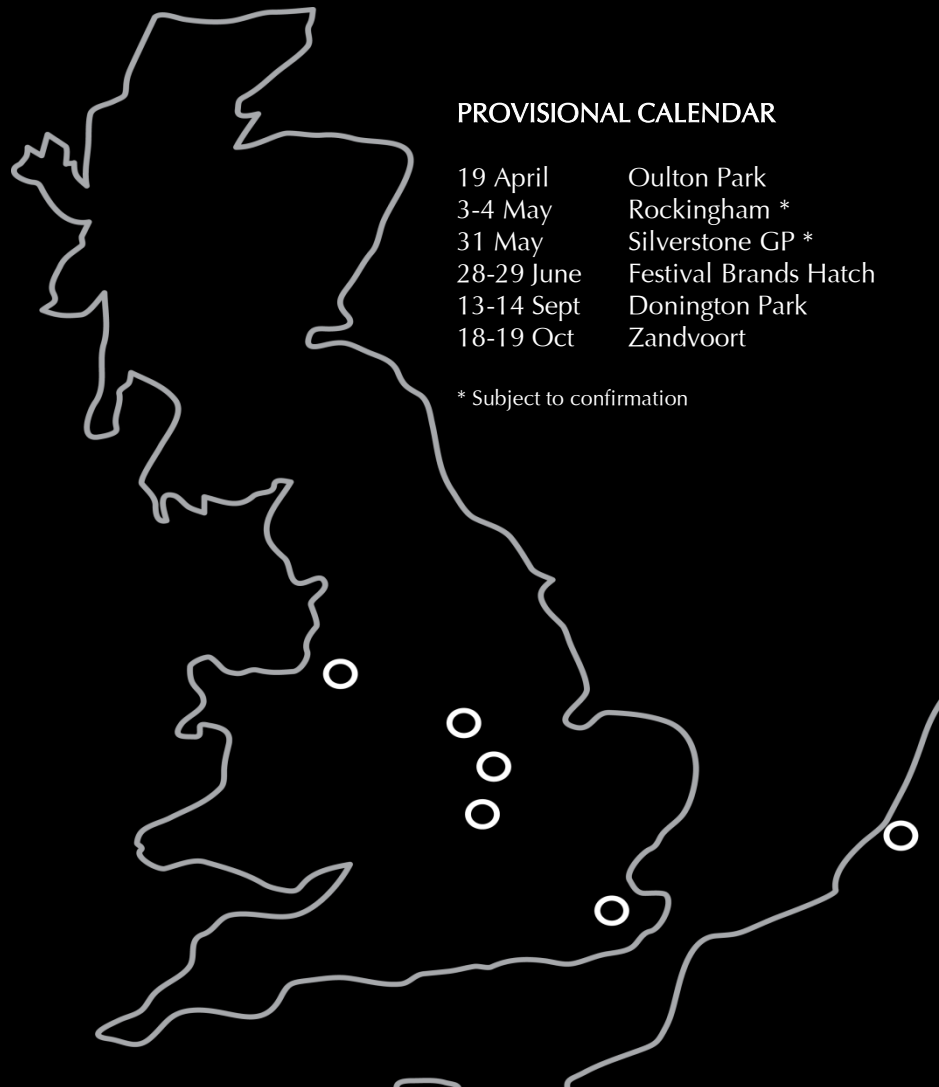 PROVISIONAL CALENDAR
19 April Oulton Park
3-4 May Rockingham *
31 May Silverstone GP *
28-29 June Festival Brands Hatch
13-14 Sept Donington Park
18-19 Oct Zandvoort
* Subject to confirmation